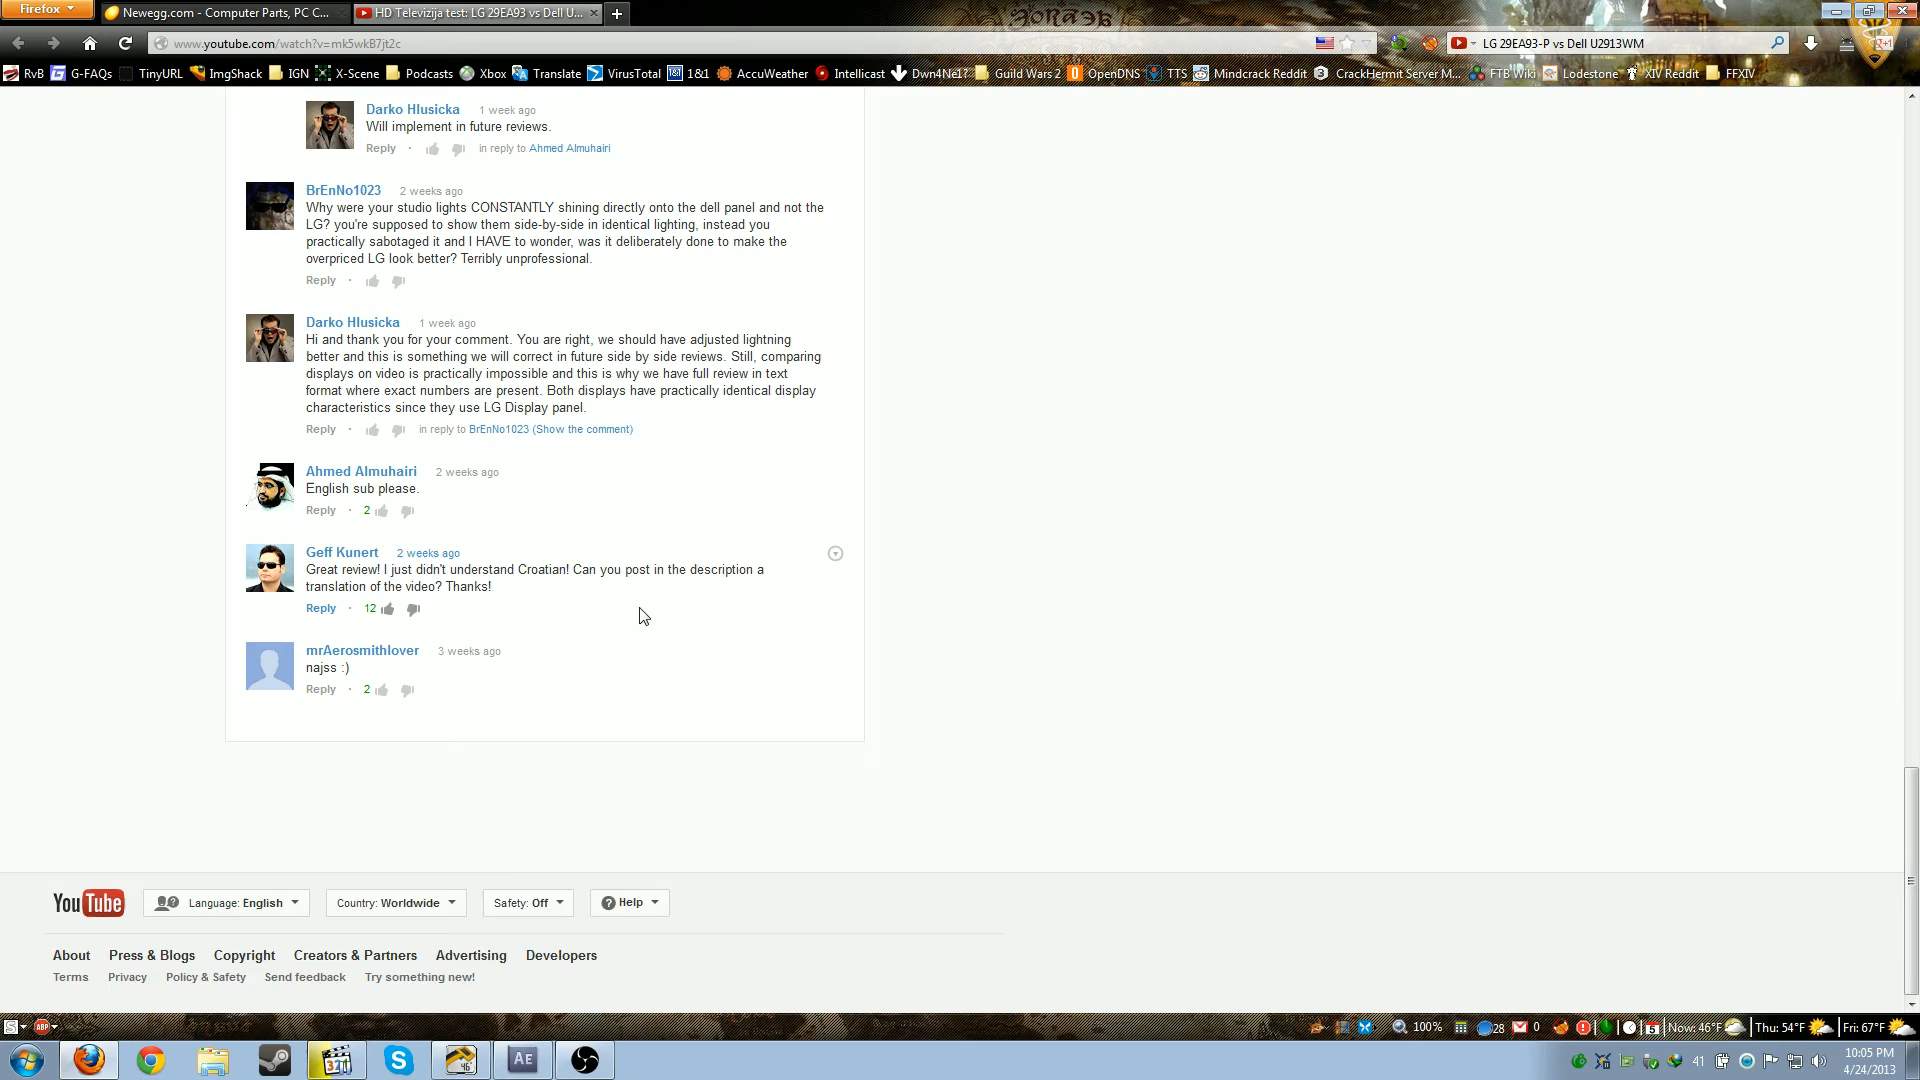 Firefox
Newegg.com - Computer Parts, PC C...
HD Televizija test: LG 29EA93 vs Dell U...
www.youtube.com/watch?v=mk5wkB7jt2c
LG 29EA93-P vs Dell U2913WM
RvB G-FAQs TinyURL ImgShack IGN X-Scene Podcasts Xbox Translate VirusTotal 1&1 AccuWeather Intellicast Dwn4Ne1? Guild Wars 2 OpenDNS TTS Mindcrack Reddit CrackHermit Server M... FTB Wiki Lodestone XIV Reddit FFXIV
Darko Hlusicka 1 week ago
Will implement in future reviews.
Reply · in reply to Ahmed Almuhairi
BrEnNo1023 2 weeks ago
Why were your studio lights CONSTANTLY shining directly onto the dell panel and not the
LG? you're supposed to show them side-by-side in identical lighting, instead you
practically sabotaged it and I HAVE to wonder, was it deliberately done to make the
overpriced LG look better? Terribly unprofessional.
Reply ·
Darko Hlusicka 1 week ago
Hi and thank you for your comment. You are right, we should have adjusted lightning
better and this is something we will correct in future side by side reviews. Still, comparing
displays on video is practically impossible and this is why we have full review in text
format where exact numbers are present. Both displays have practically identical display
characteristics since they use LG Display panel.
Reply · in reply to BrEnNo1023 (Show the comment)
Ahmed Almuhairi 2 weeks ago
English sub please.
Reply · 2
Geff Kunert 2 weeks ago
Great review! I just didn't understand Croatian! Can you post in the description a
translation of the video? Thanks!
Reply · 12
mrAerosmithlover 3 weeks ago
najss :)
Reply · 2
YouTube Language: English Country: Worldwide Safety: Off Help
About Press & Blogs Copyright Creators & Partners Advertising Developers
Terms Privacy Policy & Safety Send feedback Try something new!
S ABP 100% 28 0 Now: 46°F Thu: 54°F Fri: 67°F
321 AE 41 10:05 PM
4/24/2013